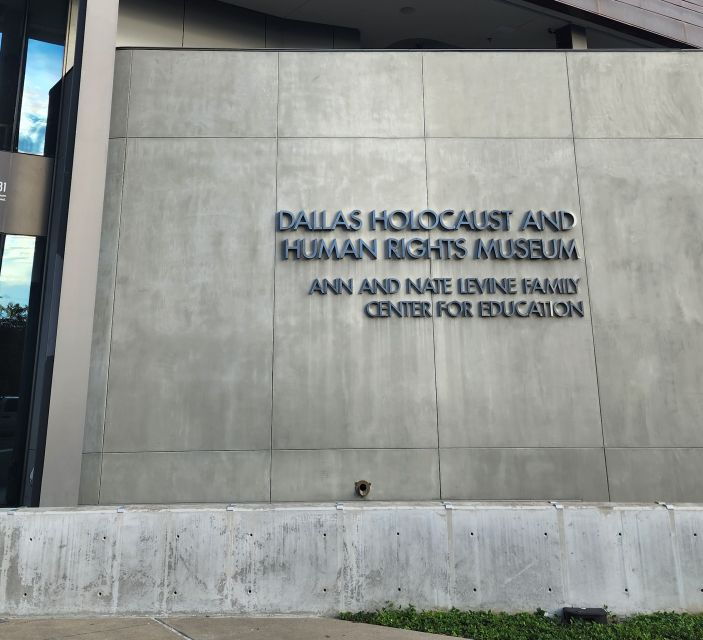 DALLAS HOLOCAUST AND
HUMAN RIGHTS MUSEUM
ANN AND NATE LEVINE FAMILY
CENTER FOR EDUCATION